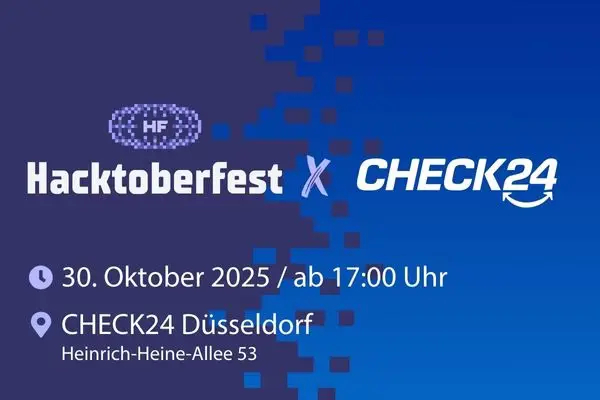 HF
Hacktoberfest X CHECK24
30. Oktober 2025 / ab 17:00 Uhr
CHECK24 Düsseldorf
Heinrich-Heine-Allee 53